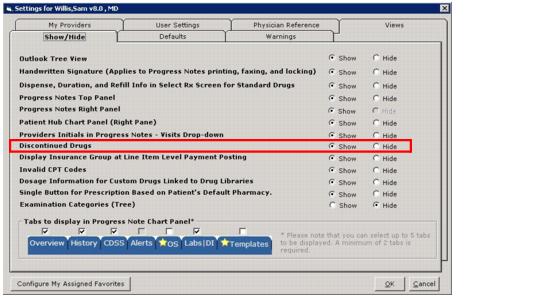 Settings for Willis,Sam v8.0 , MD
My Providers User Settings Physician Reference Views
Show/Hide Defaults Warnings
Outlook Tree View Show Hide
Handwritten Signature (Applies to Progress Notes printing, faxing, and locking) Show Hide
Dispense, Duration, and Refill Info in Select Rx Screen for Standard Drugs Show Hide
Progress Notes Top Panel Show Hide
Progress Notes Right Panel Show Hide
Patient Hub Chart Panel (Right Pane) Show Hide
Providers Initials in Progress Notes - Visits Drop-down Show Hide
Discontinued Drugs Show Hide
Display Insurance Group at Line Item Level Payment Posting Show Hide
Invalid CPT Codes Show Hide
Dosage Information for Custom Drugs Linked to Drug Libraries Show Hide
Single Button for Prescription Based on Patient's Default Pharmacy. Show Hide
Examination Categories (Tree) Show Hide
Tabs to display in Progress Note Chart Panel*
Overview History CDSS Alerts OS Labs|DI Templates
* Please note that you can select up to 5 tabs
to be displayed. A minimum of 2 tabs is
required.
Configure My Assigned Favorites OK Cancel